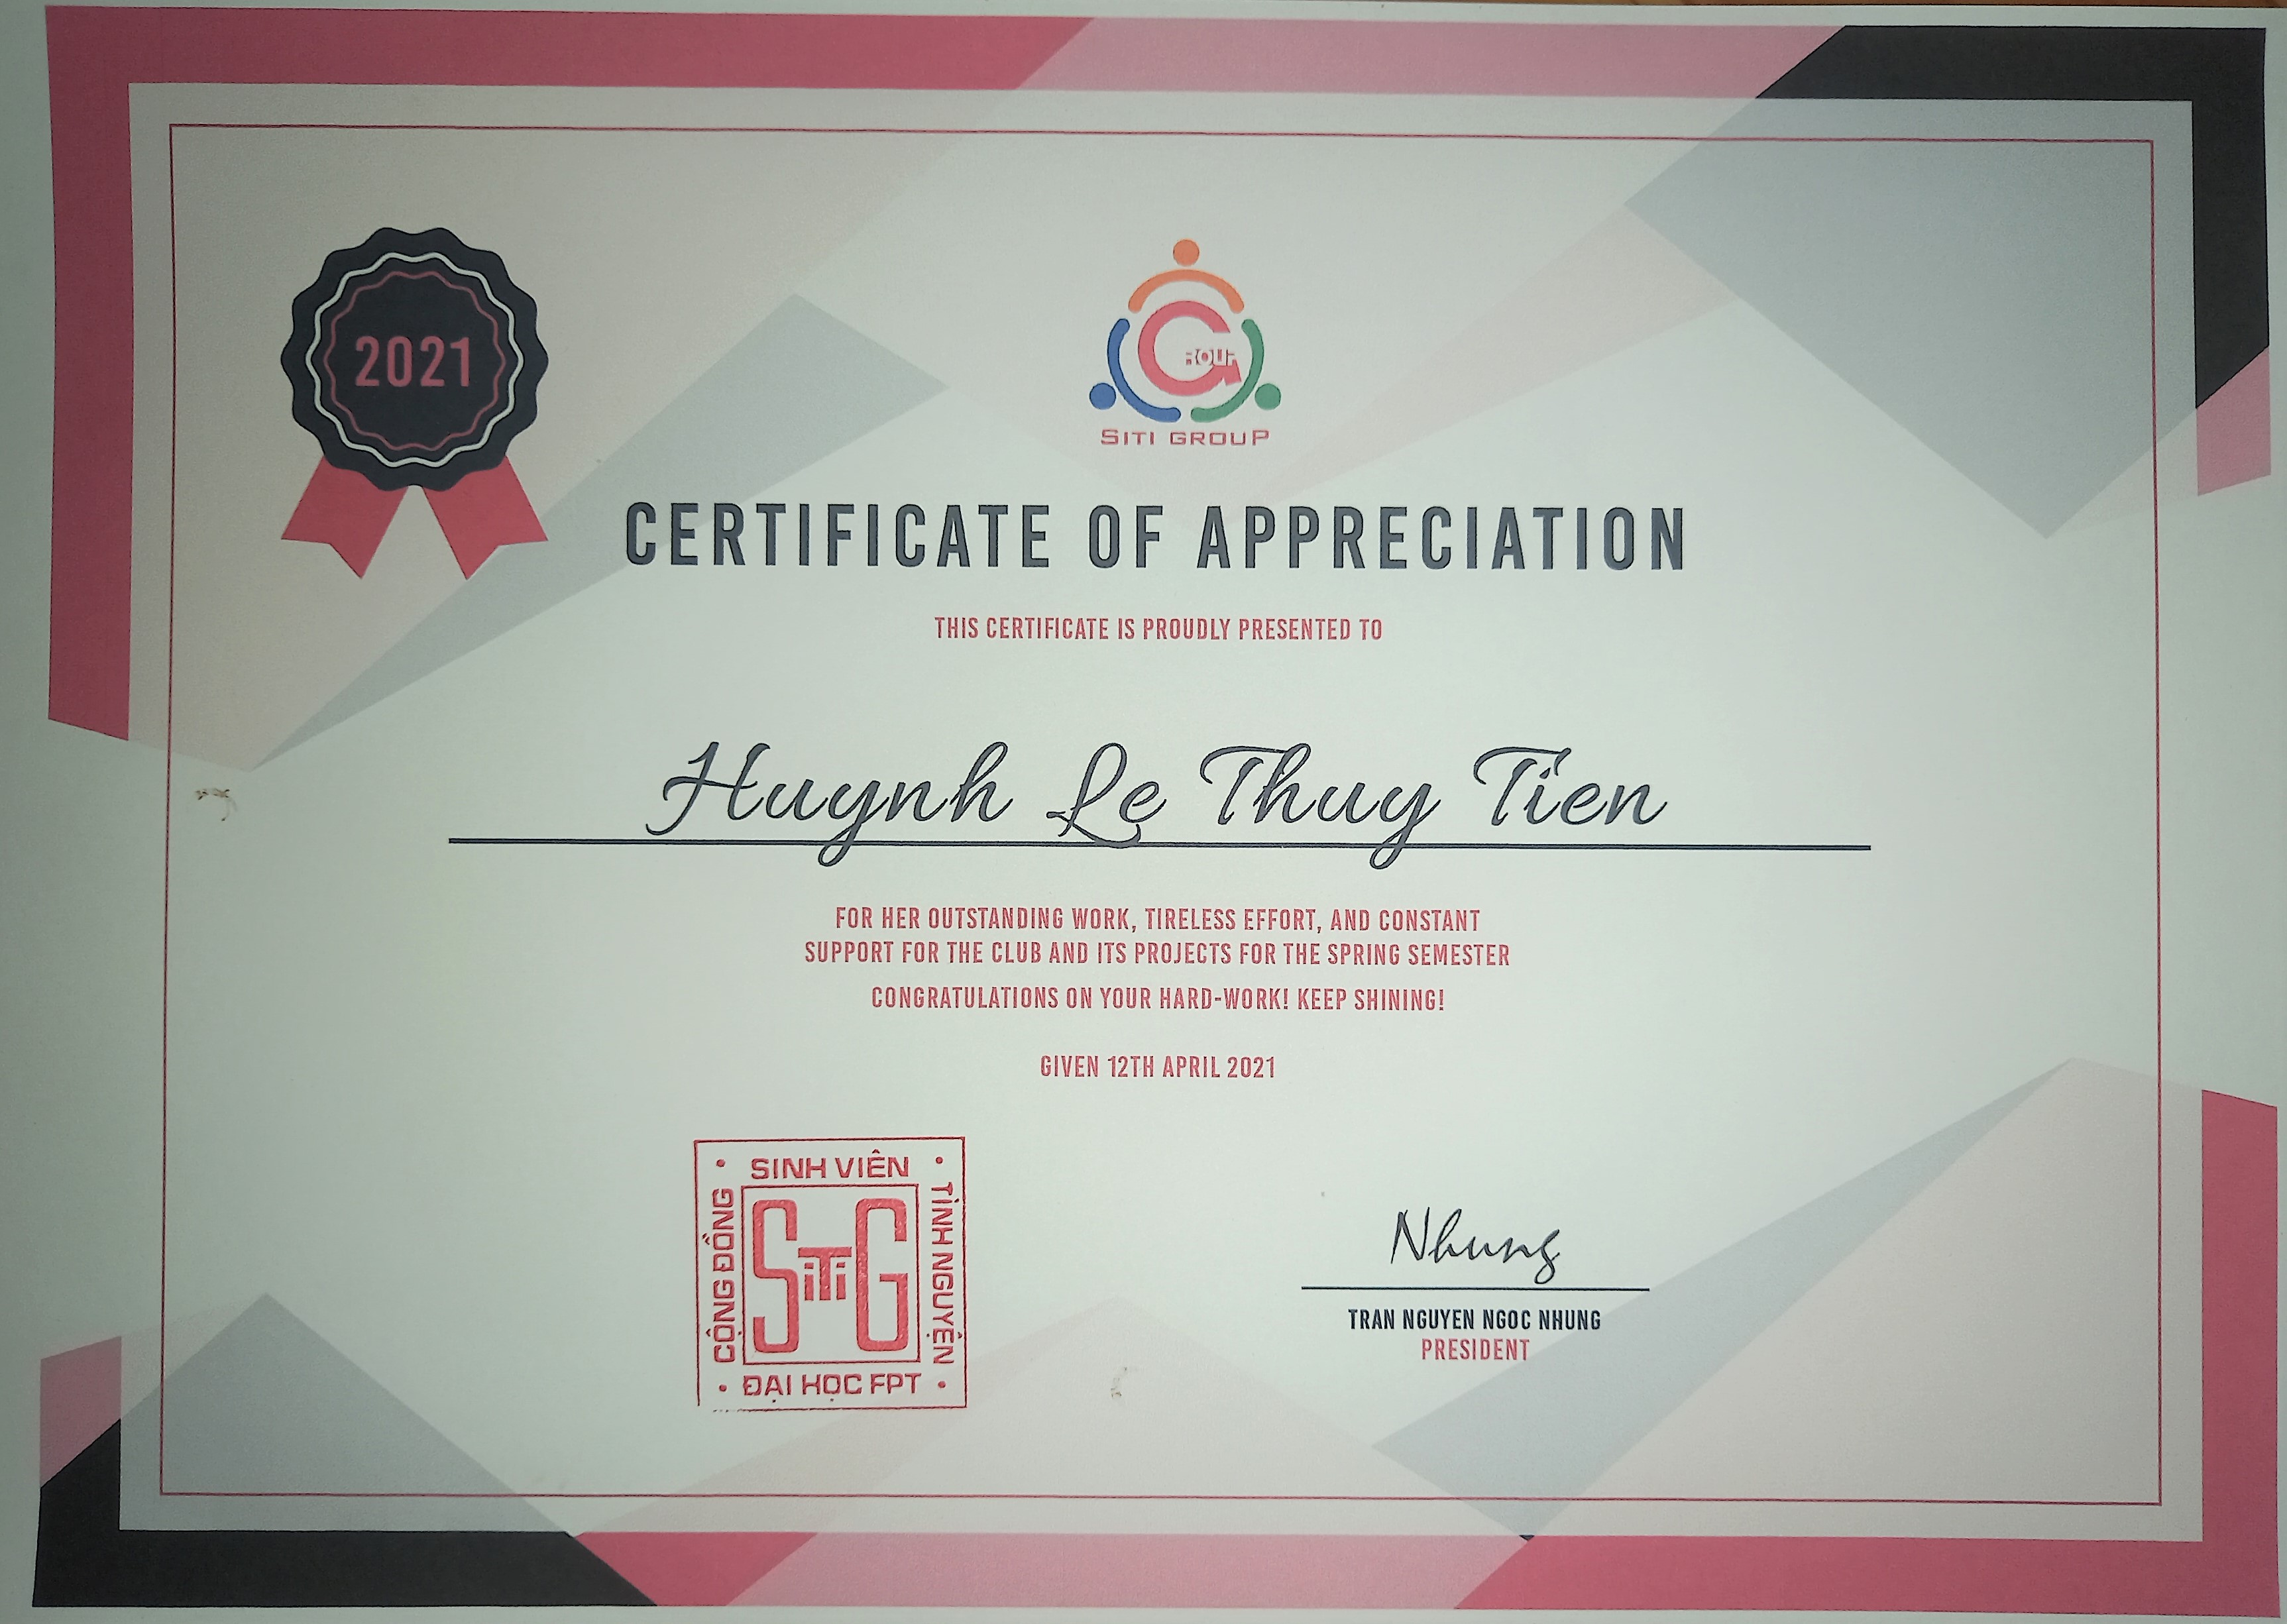 2021
GROUP
SITI GROUP
CERTIFICATE OF APPRECIATION
THIS CERTIFICATE IS PROUDLY PRESENTED TO
Huynh Le Thuy Tien
FOR HER OUTSTANDING WORK, TIRELESS EFFORT, AND CONSTANT
SUPPORT FOR THE CLUB AND ITS PROJECTS FOR THE SPRING SEMESTER
CONGRATULATIONS ON YOUR HARD-WORK! KEEP SHINING!
GIVEN 12TH APRIL 2021
SINH VIÊN
CỘNG ĐỒNG
SiTiG
TÌNH NGUYỆN
ĐẠI HỌC FPT
Nhung
TRAN NGUYEN NGOC NHUNG
PRESIDENT